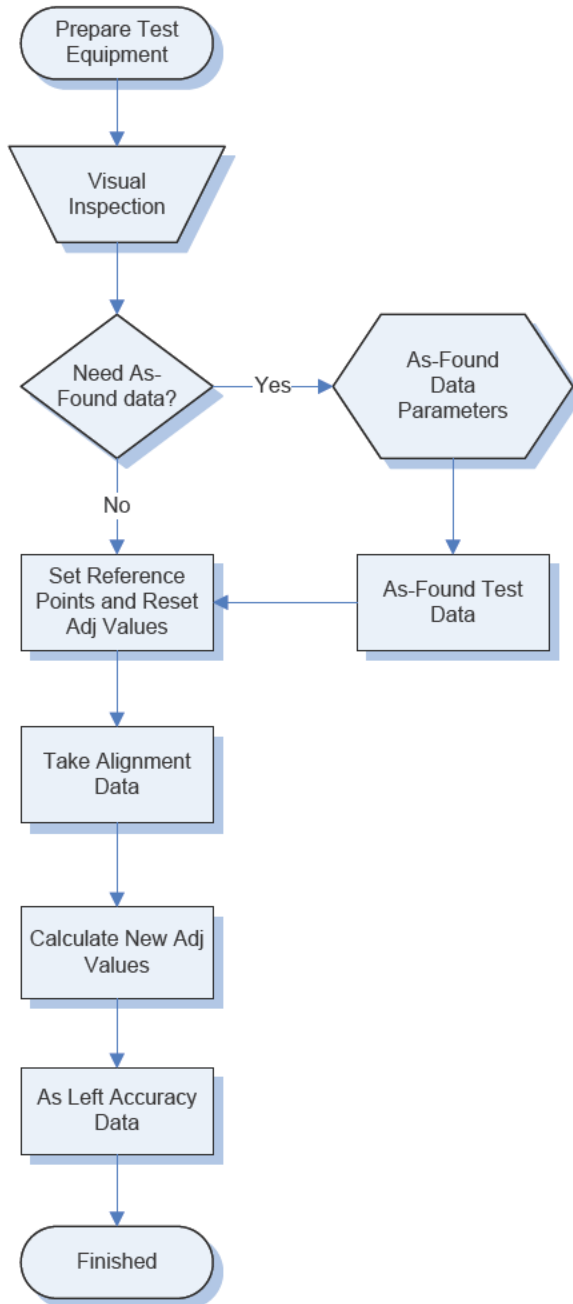 Prepare Test
Equipment
Visual
Inspection
Need As-
Found data?
Yes
As-Found
Data
Parameters
No
Set Reference
Points and Reset
Adj Values
As-Found Test
Data
Take Alignment
Data
Calculate New Adj
Values
As Left Accuracy
Data
Finished